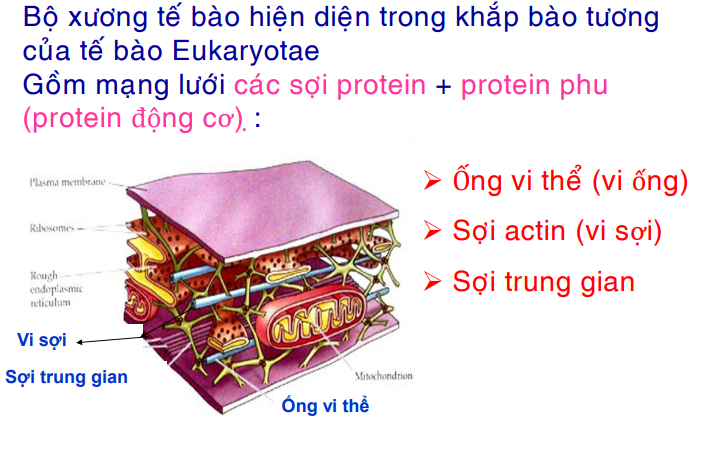 Bộ xương tế bào hiện diện trong khắp bào tương
của tế bào Eukaryotae
Gồm mạng lưới các sợi protein + protein phu
(protein động cơ). :
➢ Ống vi thể (vi ống)
➢ Sợi actin (vi sợi)
➢ Sợi trung gian
Plasma membrane
Ribosomes
Rough
endoplasmic
reticulum
Vi sợi
Sợi trung gian
Mitochondrion
Ống vi thể